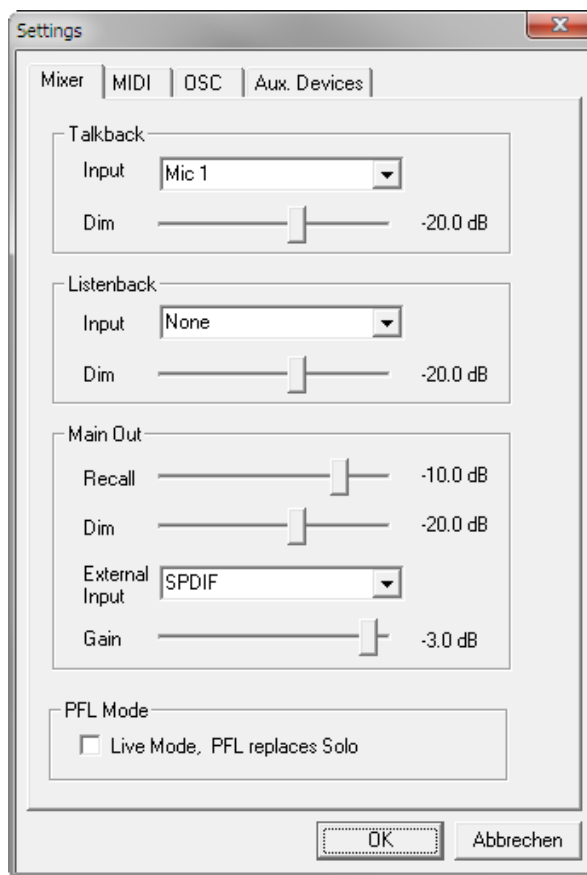 Settings
Mixer MIDI OSC Aux. Devices
Talkback
Input Mic 1
Dim -20.0 dB
Listenback
Input None
Dim -20.0 dB
Main Out
Recall -10.0 dB
Dim -20.0 dB
External
Input SPDIF
Gain -3.0 dB
PFL Mode
Live Mode, PFL replaces Solo
OK Abbrechen